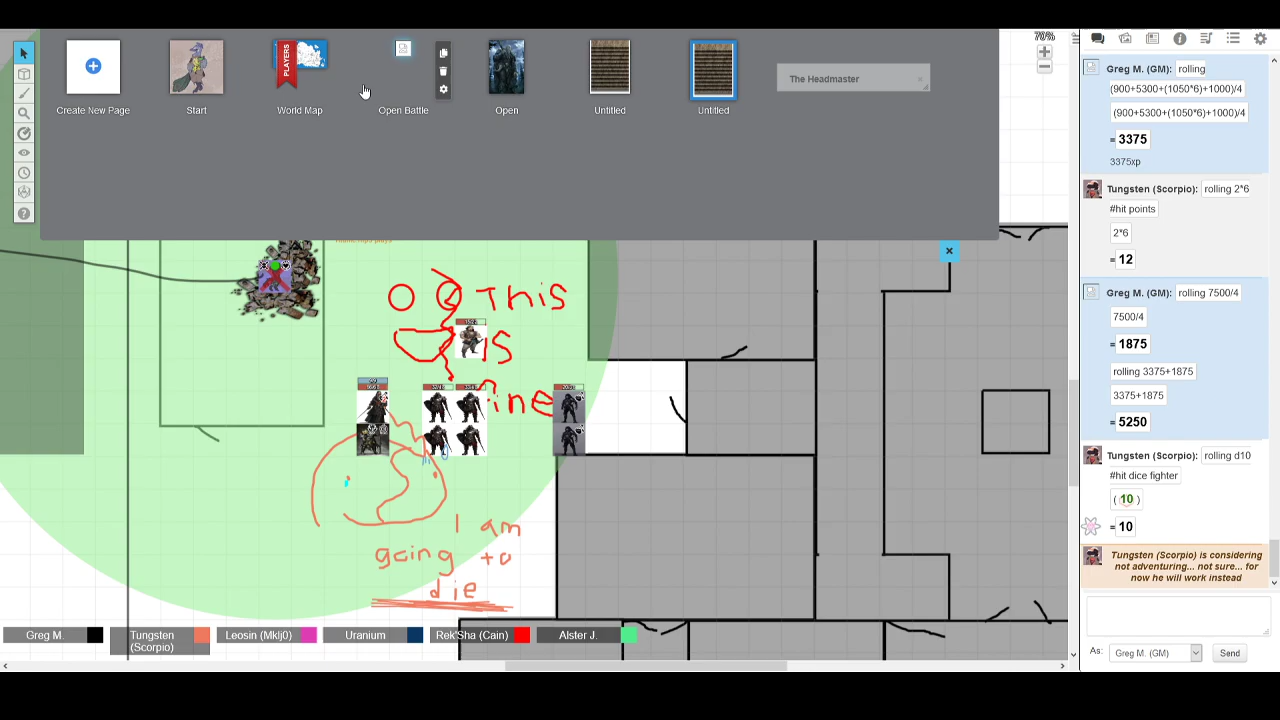 70%
PLAYERS
Create New Page
Start
World Map
Open Battle
Open
Untitled
Untitled
The Headmaster
This
is
fine
I am
going to
die
Greg M.
Tungsten
(Scorpio)
Leosin (Mklj0)
Uranium
Rek'Sha (Cain)
Alster J.
Greg M. (GM): rolling
(900+5300+(1050*6)+1000)/4
(900+5300+(1050*6)+1000)/4
= 3375
3375xp
Tungsten (Scorpio): rolling 2*6
#hit points
2*6
= 12
Greg M. (GM): rolling 7500/4
7500/4
= 1875
rolling 3375+1875
3375+1875
= 5250
Tungsten (Scorpio): rolling d10
#hit dice fighter
( 10 )
= 10
Tungsten (Scorpio) is considering
not adventuring... not sure... for
now he will work instead
As: Greg M. (GM) Send